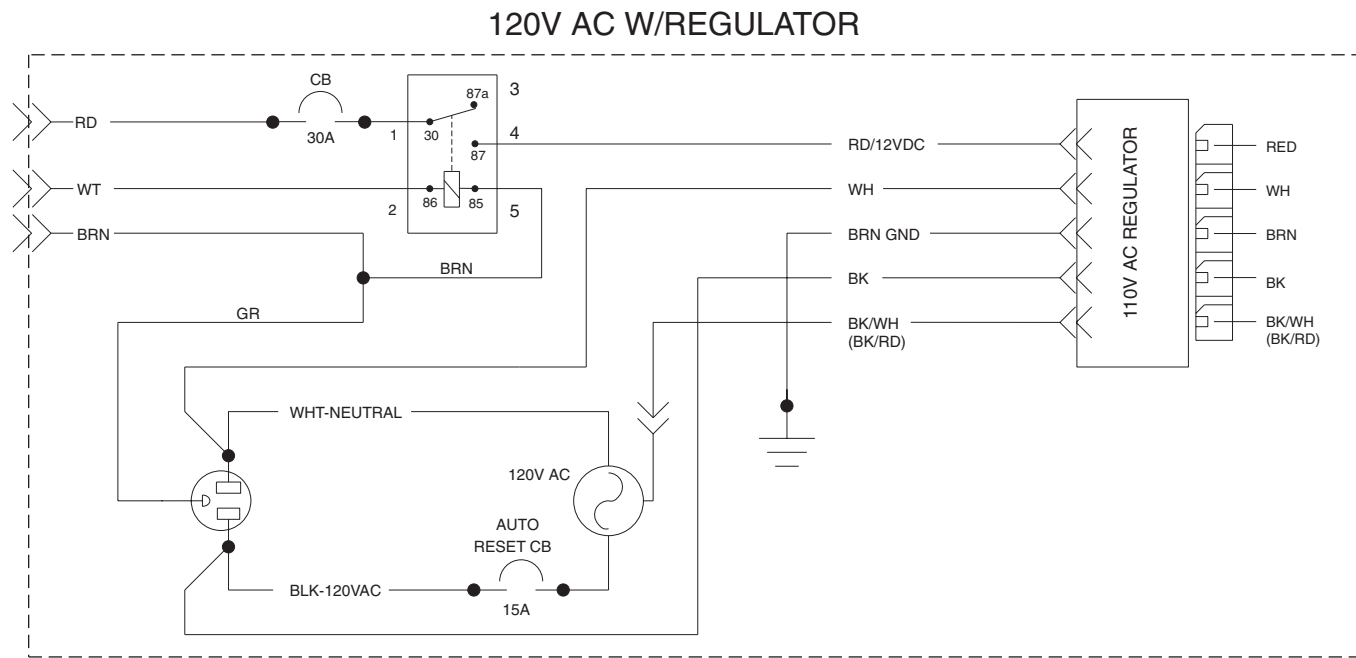 120V AC W/REGULATOR
CB
30A
RD
WT
BRN
87a
30
87
86
85
1
2
3
4
5
BRN
GR
RD/12VDC
WH
BRN GND
BK
BK/WH
(BK/RD)
110V AC REGULATOR
RED
WH
BRN
BK
BK/WH
(BK/RD)
WHT-NEUTRAL
120V AC
AUTO
RESET CB
15A
BLK-120VAC